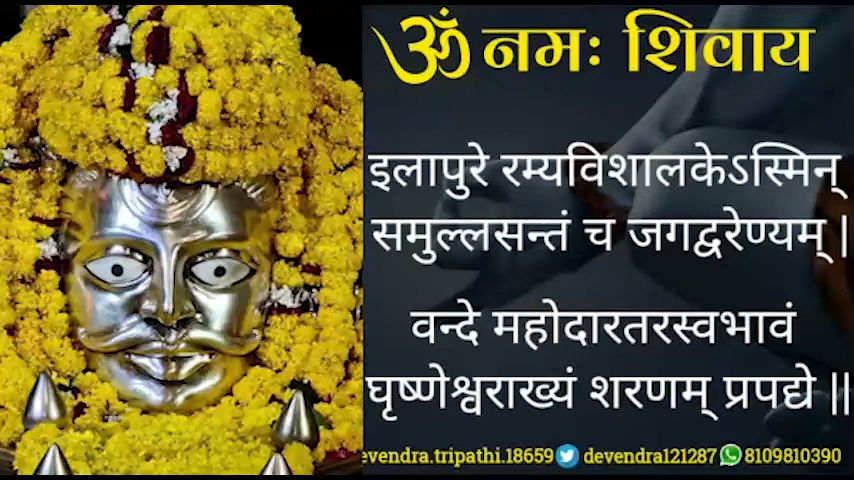 ॐ नमः शिवाय
इलापुरे रम्यविशालकेऽस्मिन्
समुल्लसन्तं च जगद्वरेण्यम् |
वन्दे महोदारतरस्वभावं
घृष्णेश्वराख्यं शरणम् प्रपद्ये ||
evendra.tripathi.18659 devendra121287 8109810390